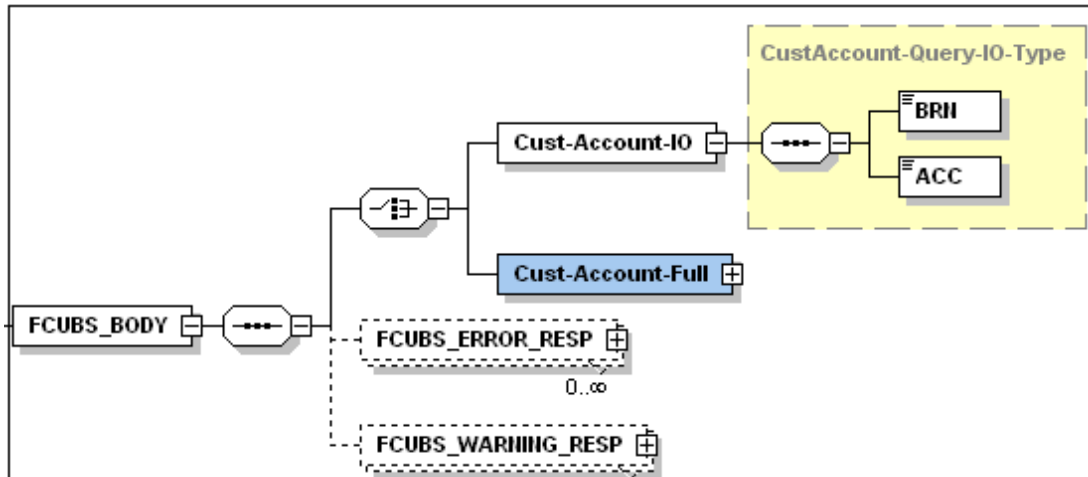 CustAccount-Query-IO-Type
BRN
Cust-Account-IO
ACC
Cust-Account-Full
FCUBS_BODY
FCUBS_ERROR_RESP
0..∞
FCUBS_WARNING_RESP